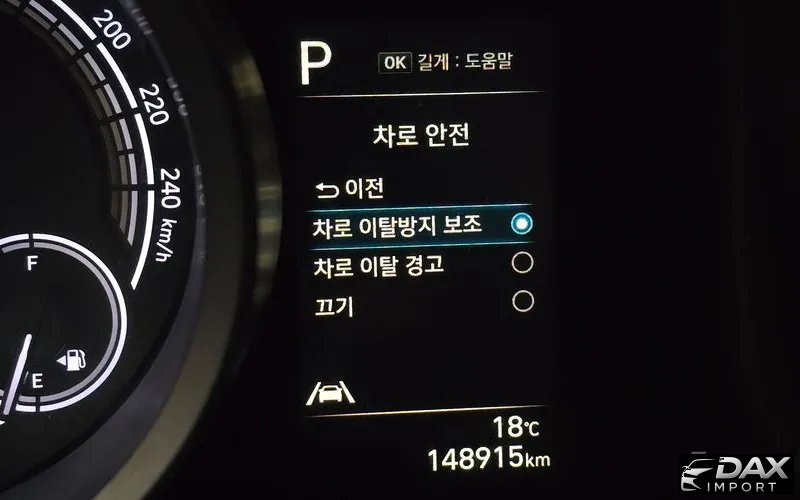 200
220
240
km/h
F
E
P
OK 길게 : 도움말
차로 안전
이전
차로 이탈방지 보조
차로 이탈 경고
끄기
18℃
148915km
DAX
IMPORT